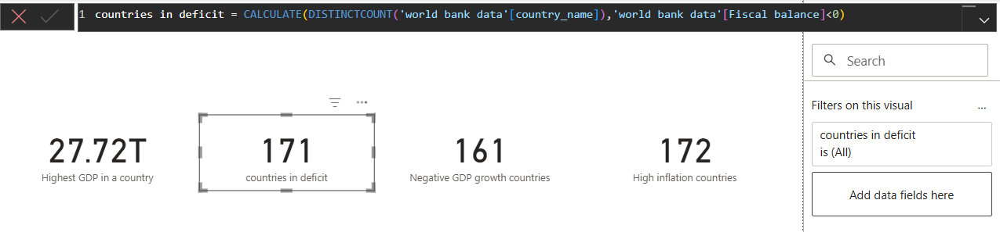 1 countries in deficit = CALCULATE(DISTINCTCOUNT('world bank data'[country_name]),'world bank data'[Fiscal balance]<0)
Search
Filters on this visual
countries in deficit
is (All)
Add data fields here
27.72T
Highest GDP in a country
171
countries in deficit
161
Negative GDP growth countries
172
High inflation countries